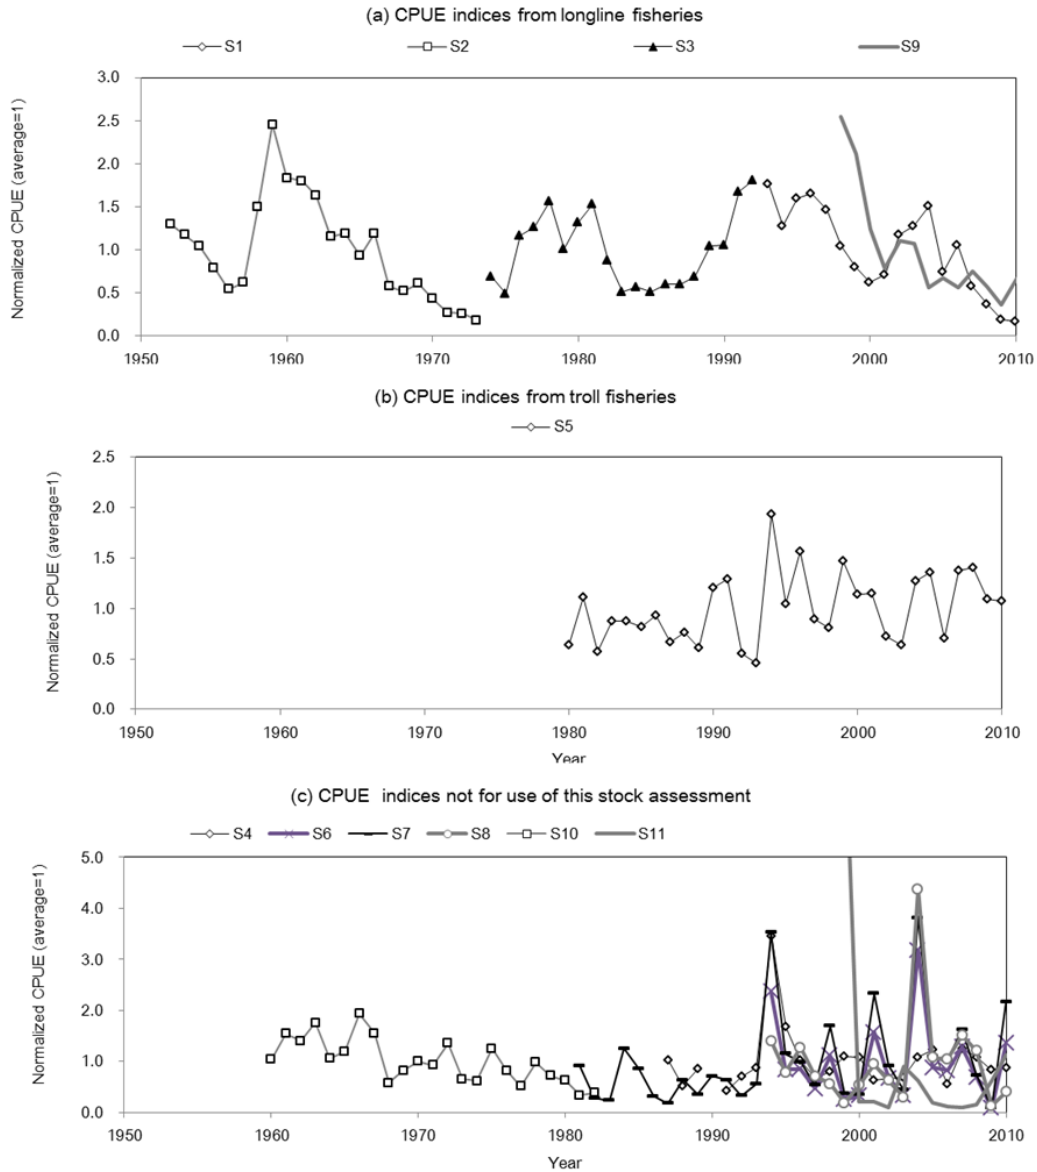 (a) CPUE indices from longline fisheries
S1 S2 S3 S9
Normalized CPUE (average=1)
3.0
2.5
2.0
1.5
1.0
0.5
0.0
1950 1960 1970 1980 1990 2000 2010
(b) CPUE indices from troll fisheries
S5
Normalized CPUE (average=1)
2.5
2.0
1.5
1.0
0.5
0.0
1950 1960 1970 1980 1990 2000 2010
Year
(c) CPUE indices not for use of this stock assessment
S4 S6 S7 S8 S10 S11
Normalized CPUE (average=1)
5.0
4.0
3.0
2.0
1.0
0.0
1950 1960 1970 1980 1990 2000 2010
Year